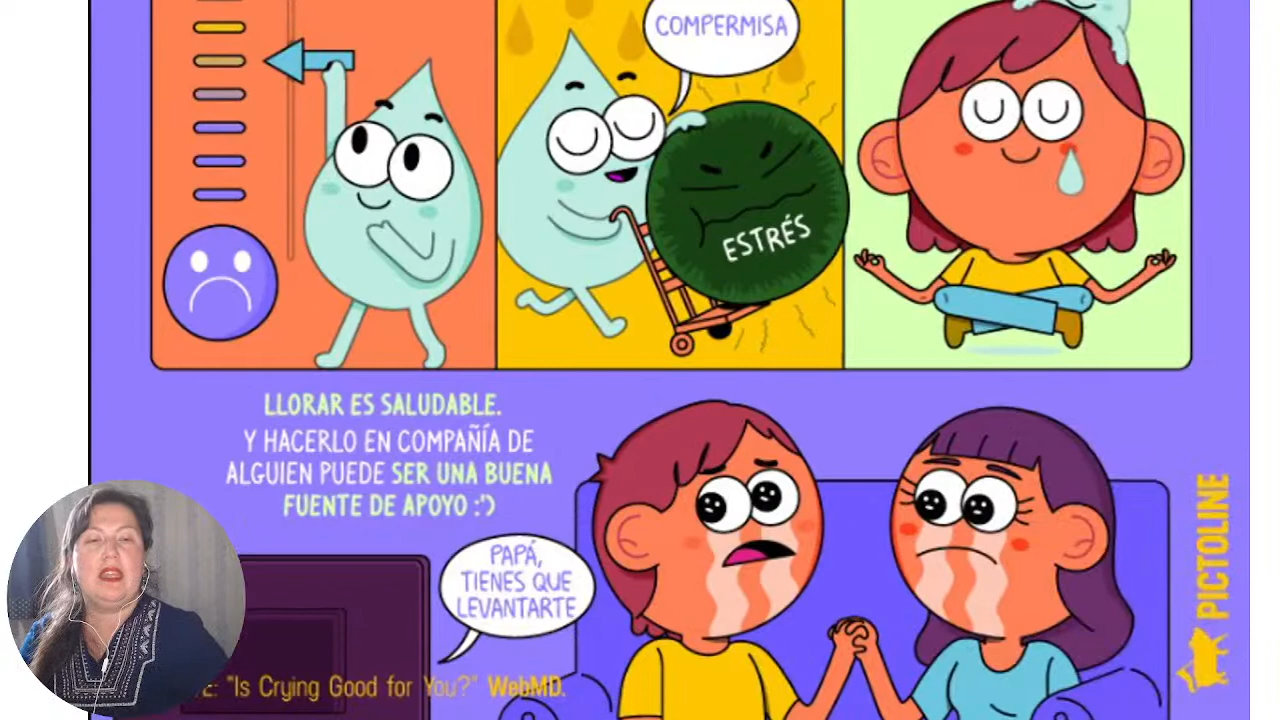 COMPERMISA
ESTRÉS
LLORAR ES SALUDABLE.
Y HACERLO EN COMPAÑÍA DE
ALGUIEN PUEDE SER UNA BUENA
FUENTE DE APOYO :')
PAPÁ,
TIENES QUE
LEVANTARTE
PICTOLINE
"Is Crying Good for You?" WebMD.